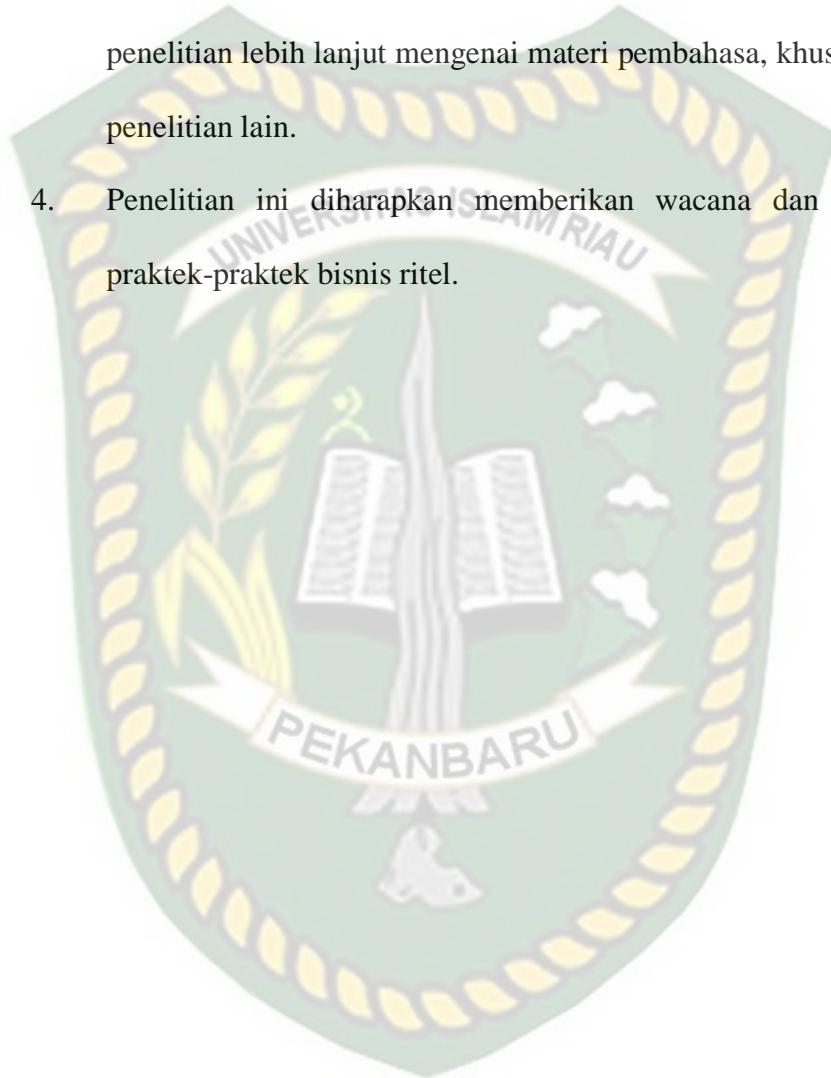 penelitian lebih lanjut mengenai materi pembahasa, khus
penelitian lain.
4. Penelitian ini diharapkan memberikan wacana dan
UNIVERSITAS ISLAM RIAU
praktek-praktek bisnis ritel.
PEKANBARU